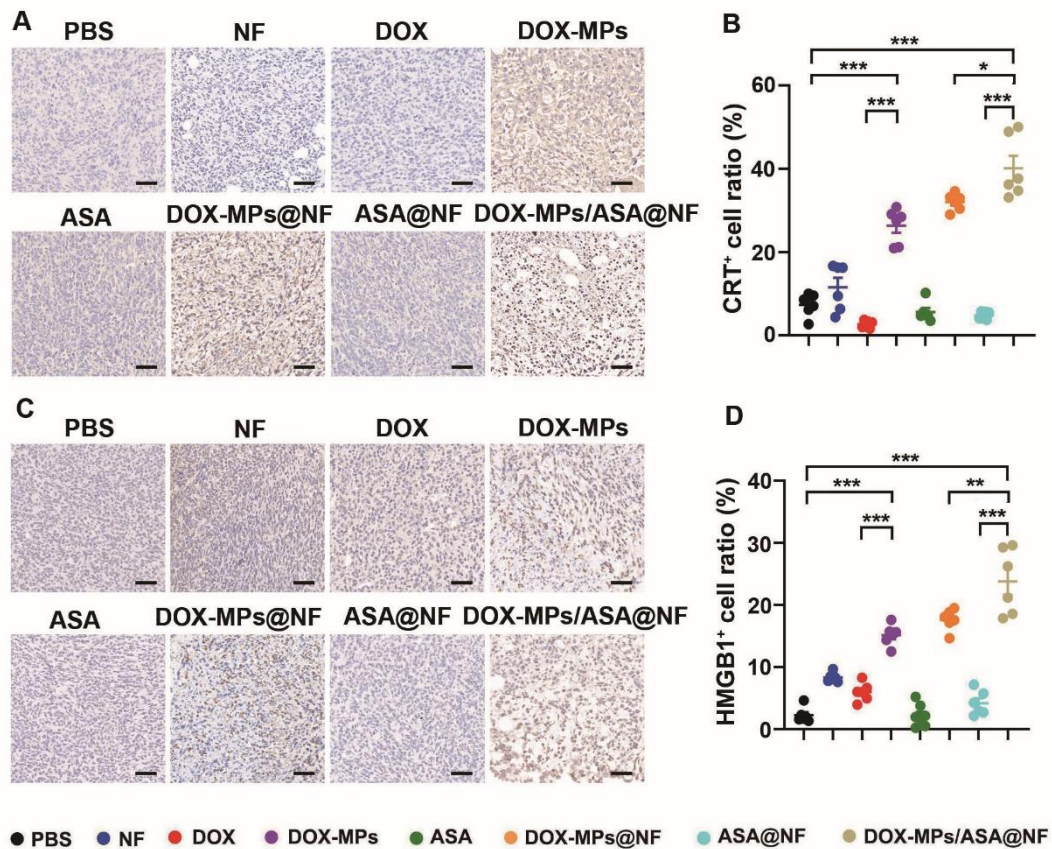 A
PBS NF DOX DOX-MPs
ASA DOX-MPs@NF ASA@NF DOX-MPs/ASA@NF
B
***
*** *
*** ***
60
40
20
0
CRT⁺ cell ratio (%)
C
PBS NF DOX DOX-MPs
ASA DOX-MPs@NF ASA@NF DOX-MPs/ASA@NF
D
***
*** **
*** ***
40
30
20
10
0
HMGB1⁺ cell ratio (%)
PBS NF DOX DOX-MPs ASA DOX-MPs@NF ASA@NF DOX-MPs/ASA@NF